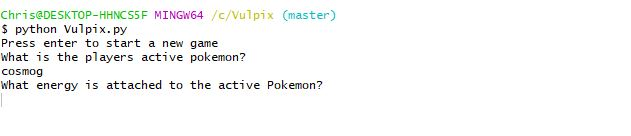 Chris@DESKTOP-HHNCS5F MINGW64 /c/Vulpix (master)
$ python Vulpix.py
Press enter to start a new game
What is the players active pokemon?
cosmog
What energy is attached to the active Pokemon?